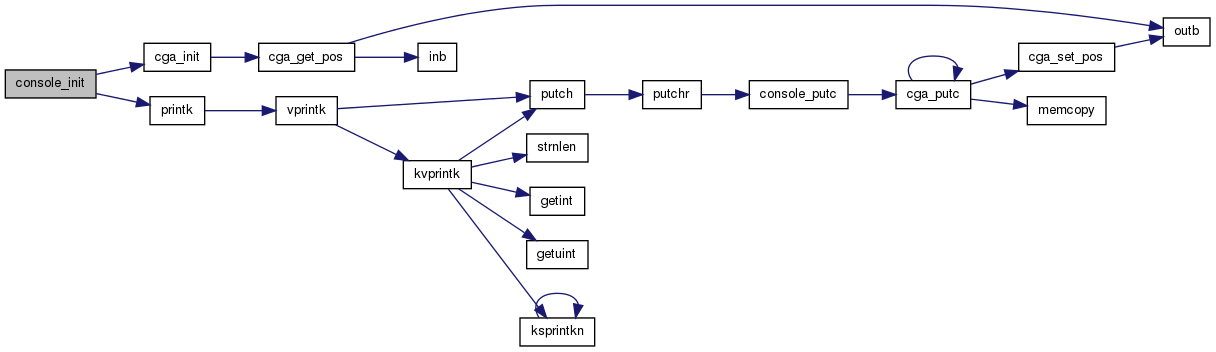 console_init
cga_init
cga_get_pos
inb
outb
printk
vprintk
putch
putchr
console_putc
cga_putc
cga_set_pos
memcopy
kvprintk
strnlen
getint
getuint
ksprintkn